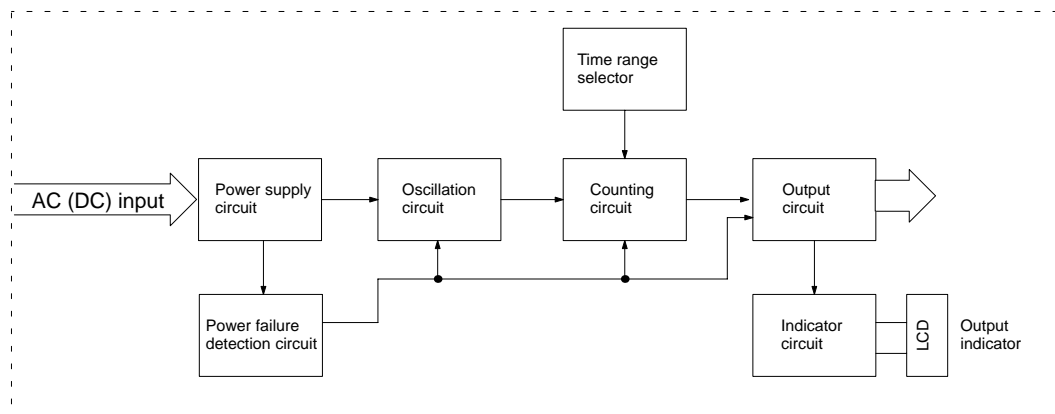 Time range
selector
AC (DC) input
Power supply
circuit
Oscillation
circuit
Counting
circuit
Output
circuit
Power failure
detection circuit
Indicator
circuit
LCD
Output
indicator